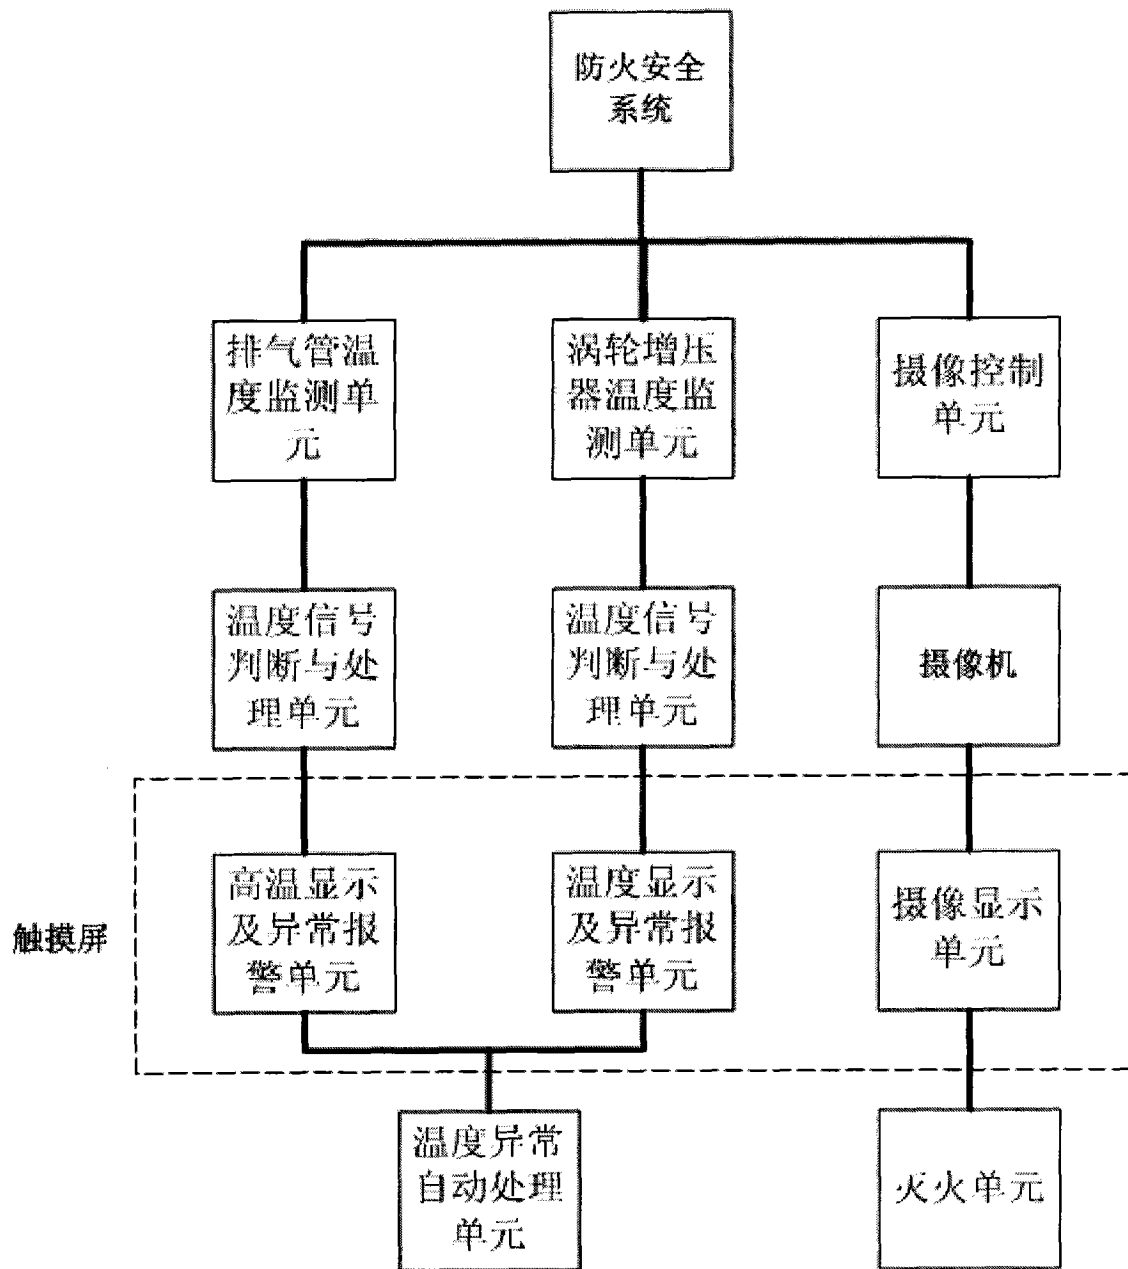 防火安全
系统
排气管温
度监测单
元
涡轮增压
器温度监
测单元
摄像控制
单元
温度信号
判断与处
理单元
温度信号
判断与处
理单元
摄像机
触摸屏
高温显示
及异常报
警单元
温度显示
及异常报
警单元
摄像显示
单元
温度异常
自动处理
单元
灭火单元